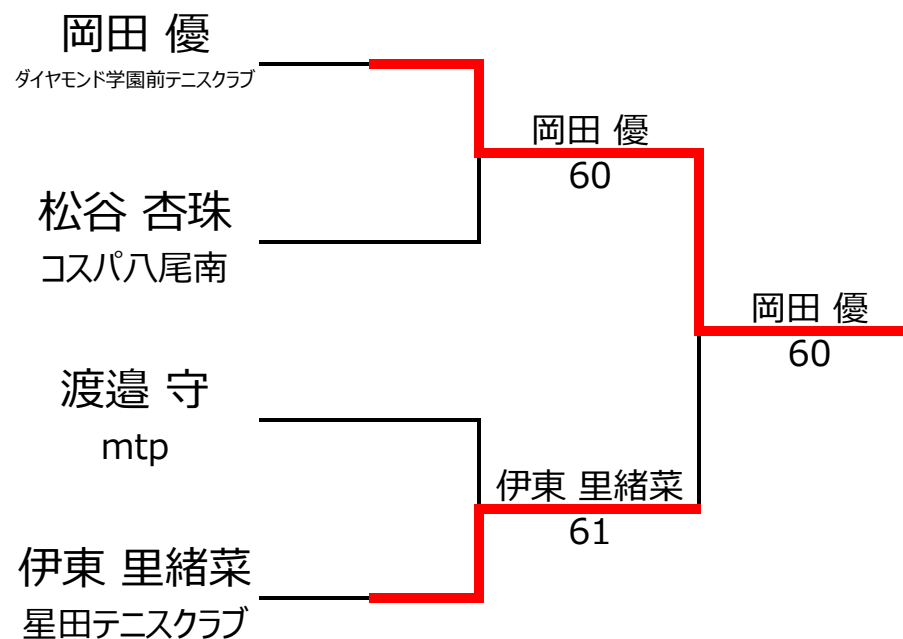 岡田 優
ダイヤモンド学園前テニスクラブ
岡田 優
60
松谷 杏珠
コスパ八尾南
岡田 優
60
渡邉 守
mtp
伊東 里緒菜
61
伊東 里緒菜
星田テニスクラブ